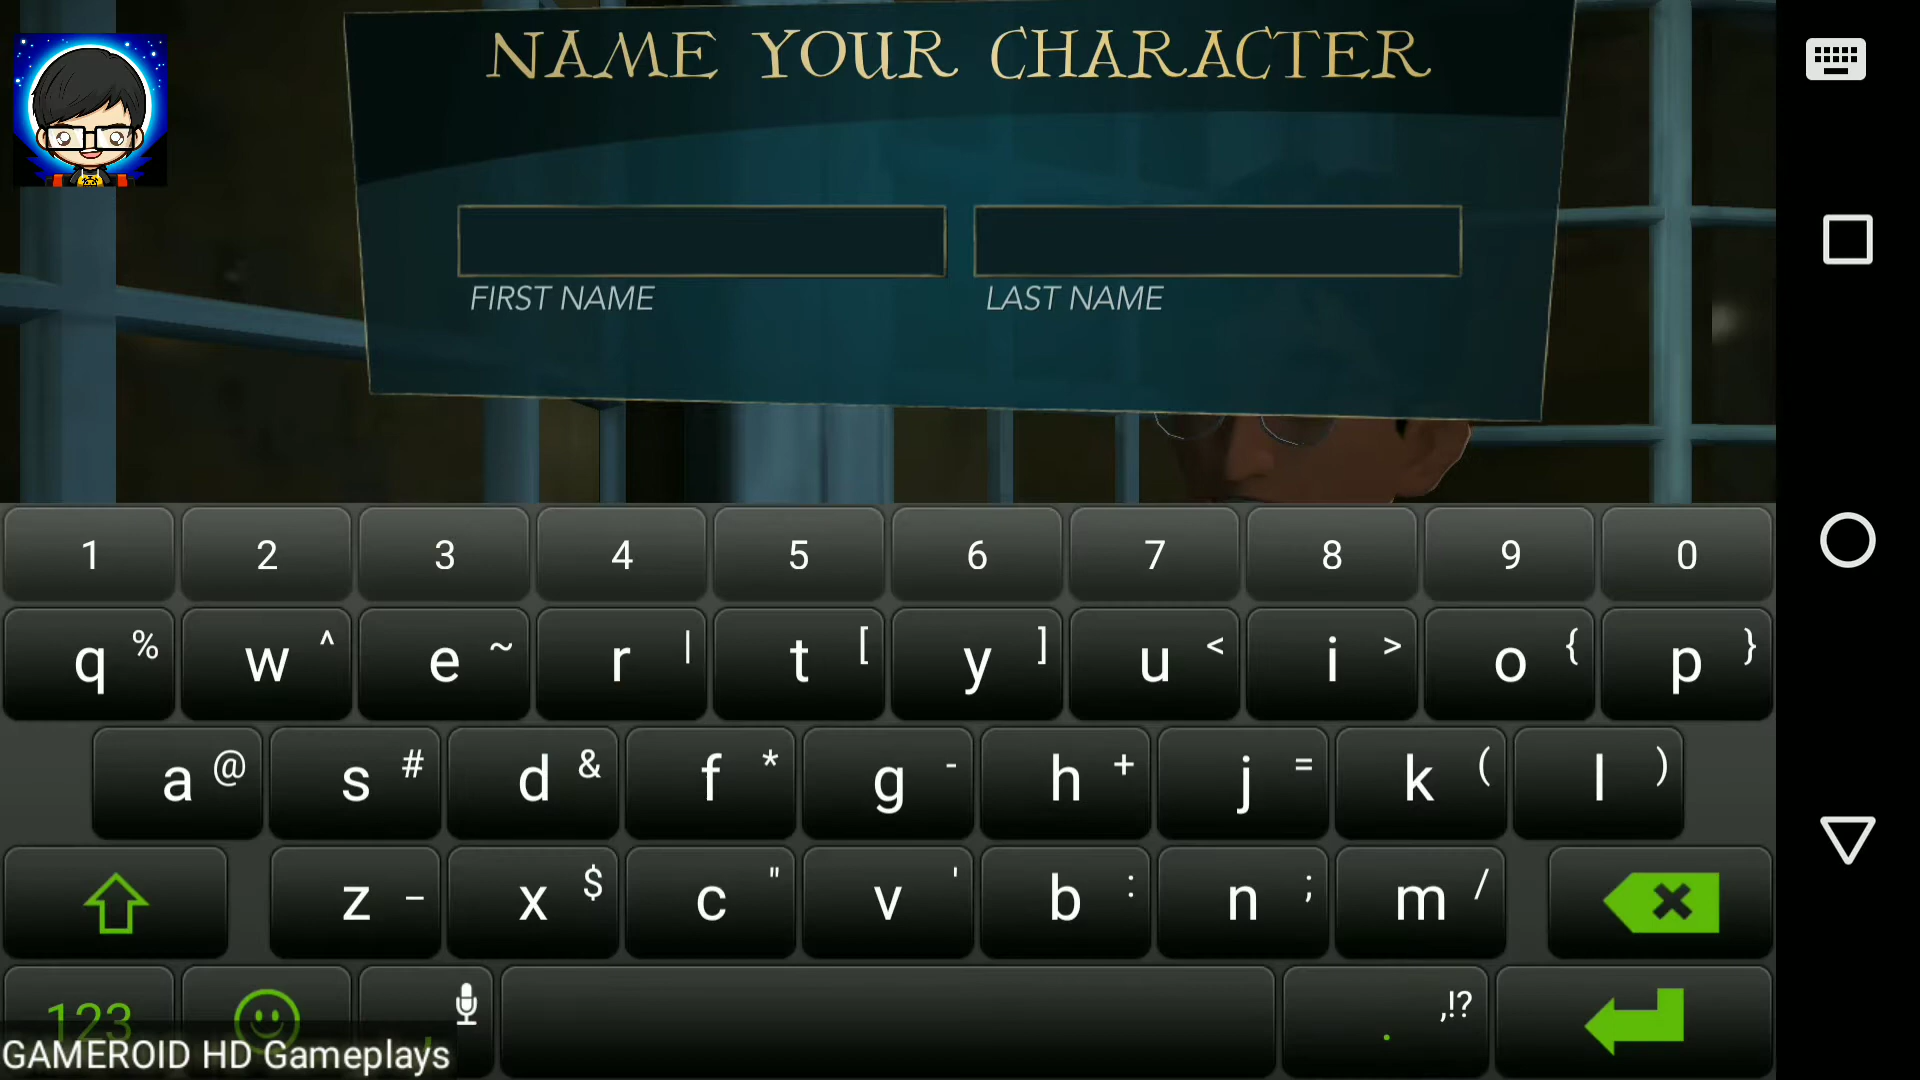 NAME YOUR CHARACTER
FIRST NAME
LAST NAME
1 2 3 4 5 6 7 8 9 0
q % w ^ e ~ r | t [ y ] u < i > o { p }
a @ s # d & f * g - h + j = k ( l )
z _ x $ c " v ' b : n ; m /
123 , . ,!?
GAMEROID HD Gameplays